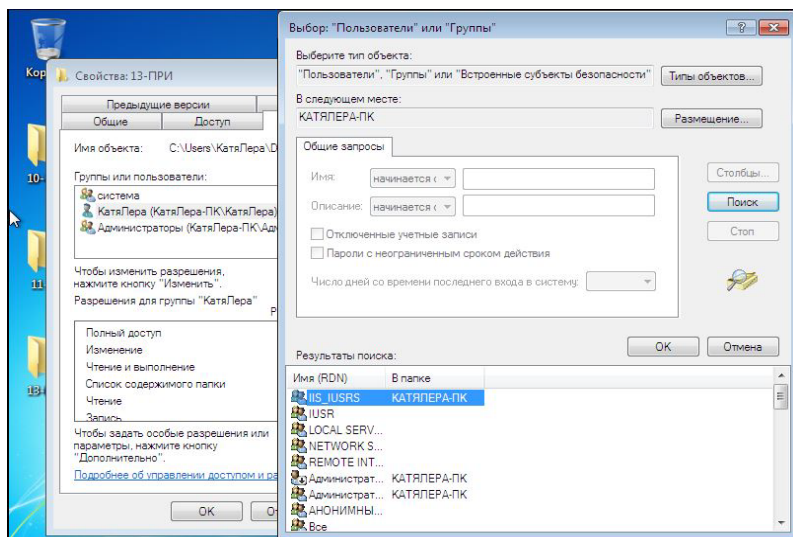 Кор
10-
11
13-
Свойства: 13-ПРИ
Предыдущие версии
Общие
Доступ
Имя объекта: C:\Users\КатяЛера\D
Группы или пользователи:
система
КатяЛера (КатяЛера-ПК\КатяЛера)
Администраторы (КатяЛера-ПК\Адм
Чтобы изменить разрешения,
нажмите кнопку "Изменить".
Разрешения для группы "КатяЛера"
Р
Полный доступ
Изменение
Чтение и выполнение
Список содержимого папки
Чтение
Запись
Чтобы задать особые разрешения или
параметры, нажмите кнопку
"Дополнительно".
Подробнее об управлении доступом и ра
ОК
От
Выбор: "Пользователи" или "Группы"
Выберите тип объекта:
"Пользователи", "Группы" или "Встроенные субъекты безопасности"
Типы объектов...
В следующем месте:
КАТЯЛЕРА-ПК
Размещение...
Общие запросы
Имя: начинается с
Описание: начинается с
Отключенные учетные записи
Пароли с неограниченным сроком действия
Число дней со времени последнего входа в систему:
Столбцы...
Поиск
Стоп
ОК
Отмена
Результаты поиска:
Имя (RDN) В папке
IIS_IUSRS КАТЯЛЕРА-ПК
IUSR
LOCAL SERV...
NETWORK S...
REMOTE INT...
Администрат... КАТЯЛЕРА-ПК
Администрат... КАТЯЛЕРА-ПК
АНОНИМНЫ...
Все